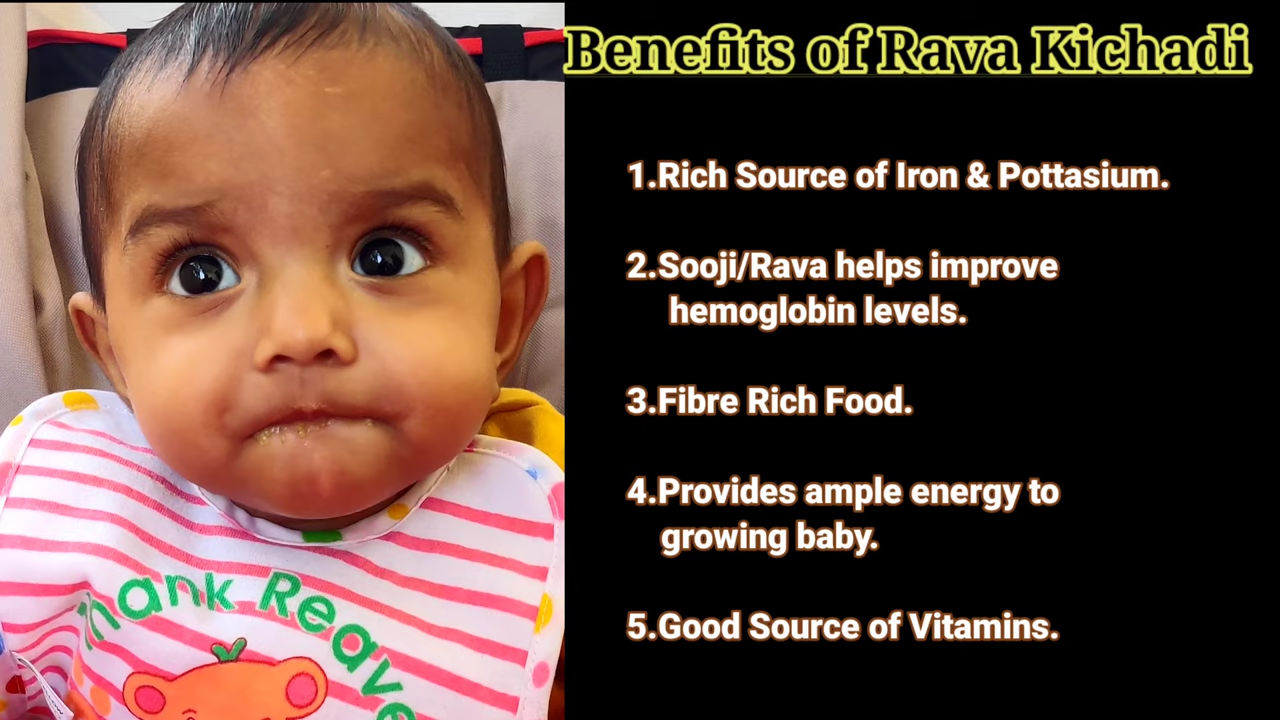 Benefits of Rava Kichadi
1.Rich Source of Iron & Pottasium.
2.Sooji/Rava helps improve
hemoglobin levels.
3.Fibre Rich Food.
4.Provides ample energy to
growing baby.
5.Good Source of Vitamins.
Thank Reave